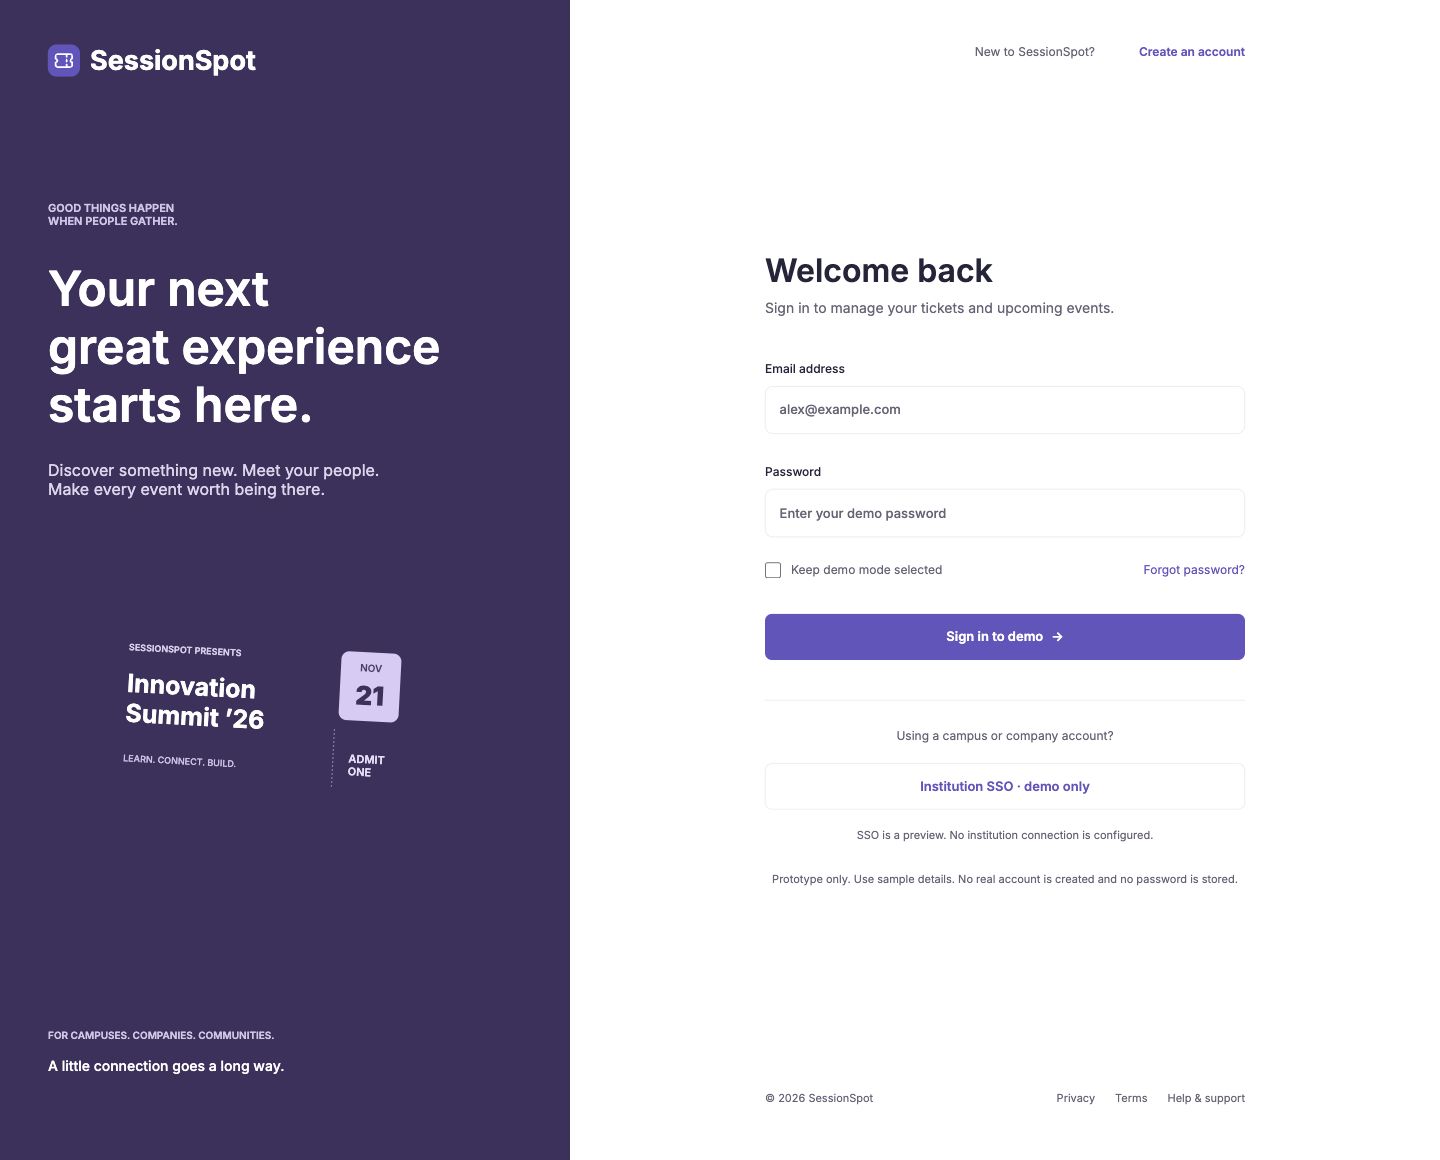 SessionSpot
GOOD THINGS HAPPEN
WHEN PEOPLE GATHER.
Your next
great experience
starts here.
Discover something new. Meet your people.
Make every event worth being there.
SESSIONSPOT PRESENTS
Innovation
Summit ’26
LEARN. CONNECT. BUILD.
NOV
21
ADMIT
ONE
FOR CAMPUSES. COMPANIES. COMMUNITIES.
A little connection goes a long way.
New to SessionSpot?
Create an account
Welcome back
Sign in to manage your tickets and upcoming events.
Email address
alex@example.com
Password
Enter your demo password
Keep demo mode selected
Forgot password?
Sign in to demo →
Using a campus or company account?
Institution SSO · demo only
SSO is a preview. No institution connection is configured.
Prototype only. Use sample details. No real account is created and no password is stored.
© 2026 SessionSpot
Privacy
Terms
Help & support